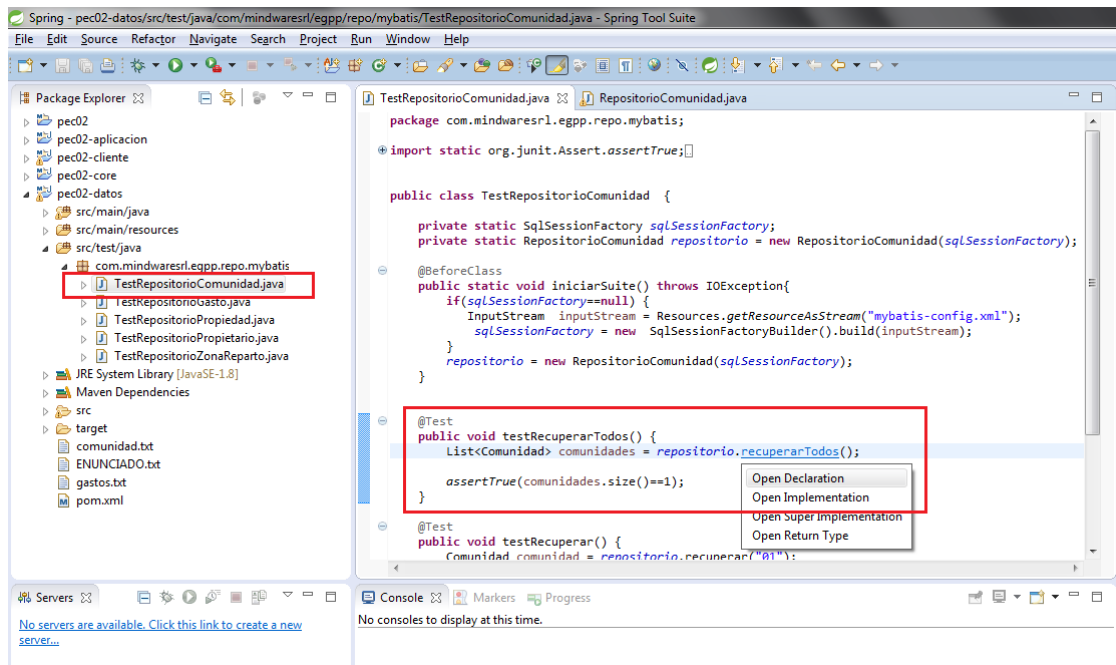 Spring - pec02-datos/src/test/java/com/mindwaresrl/egpp/repo/mybatis/TestRepositorioComunidad.java - Spring Tool Suite
File Edit Source Refactor Navigate Search Project Run Window Help
Package Explorer
pec02
pec02-aplicacion
pec02-cliente
pec02-core
pec02-datos
src/main/java
src/main/resources
src/test/java
com.mindwaresrl.egpp.repo.mybatis
TestRepositorioComunidad.java
TestRepositorioGasto.java
TestRepositorioPropiedad.java
TestRepositorioPropietario.java
TestRepositorioZonaReparto.java
JRE System Library [JavaSE-1.8]
Maven Dependencies
src
target
comunidad.txt
ENUNCIADO.txt
gastos.txt
pom.xml
TestRepositorioComunidad.java RepositorioComunidad.java
package com.mindwaresrl.egpp.repo.mybatis;
import static org.junit.Assert.assertTrue;
public class TestRepositorioComunidad {
private static SqlSessionFactory sqlSessionFactory;
private static RepositorioComunidad repositorio = new RepositorioComunidad(sqlSessionFactory);
@BeforeClass
public static void iniciarSuite() throws IOException{
if(sqlSessionFactory==null) {
InputStream inputStream = Resources.getResourceAsStream("mybatis-config.xml");
sqlSessionFactory = new SqlSessionFactoryBuilder().build(inputStream);
}
repositorio = new RepositorioComunidad(sqlSessionFactory);
}
@Test
public void testRecuperarTodos() {
List<Comunidad> comunidades = repositorio.recuperarTodos();
assertTrue(comunidades.size()==1);
}
Open Declaration
Open Implementation
Open Super Implementation
Open Return Type
@Test
public void testRecuperar() {
Comunidad comunidad = repositorio.recuperar("01");
Servers
No servers are available. Click this link to create a new
server...
Console Markers Progress
No consoles to display at this time.